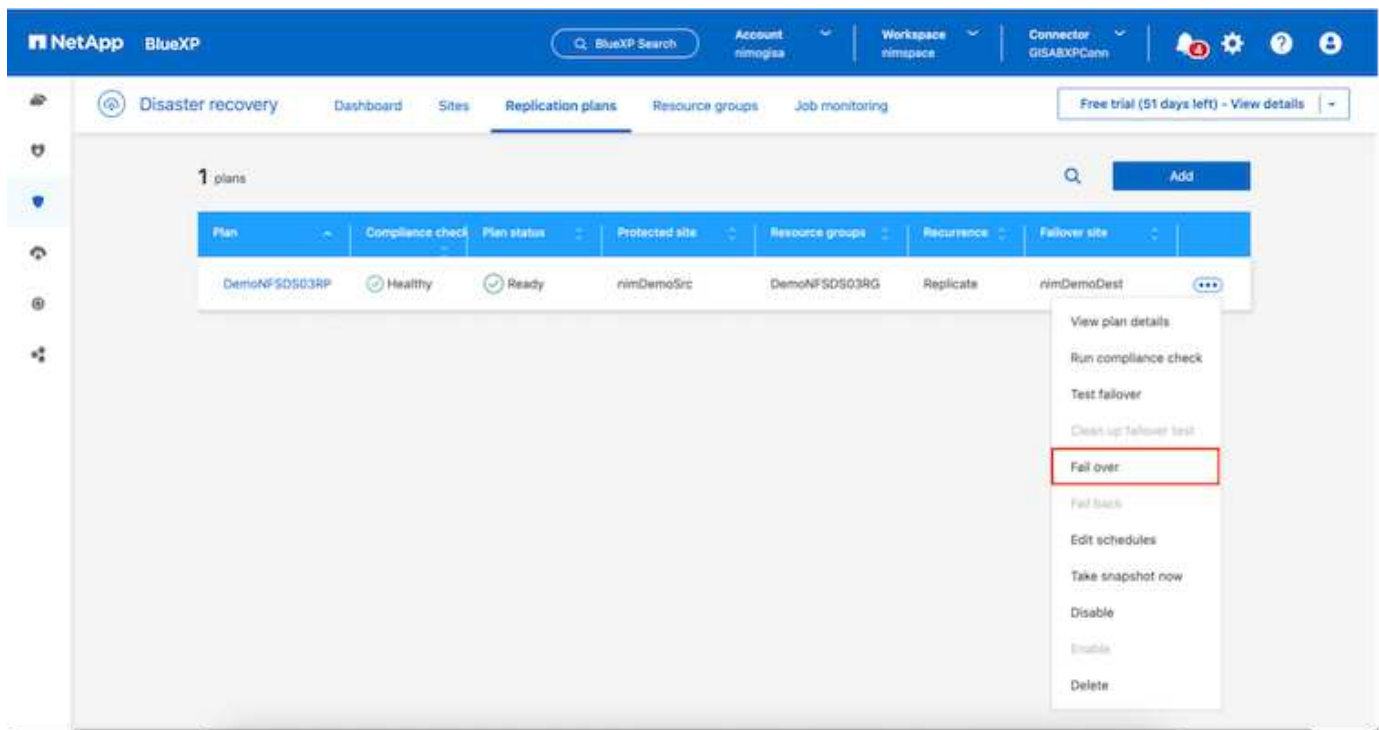 NetApp BlueXP BlueXP Search Account Workspace Connector
nimogisa nimspace GISABXPConn 4
Disaster recovery Dashboard Sites Replication plans Resource groups Job monitoring Free trial (51 days left) - View details
1 plans Add
Plan Compliance check Plan status Protected site Resource groups Recurrence Failover site
DemoNFSDS03RP Healthy Ready nimDemoSrc DemoNFSDS03RG Replicate nimDemoDest
View plan details
Run compliance check
Test failover
Clean up failover test
Fail over
Fail back
Edit schedules
Take snapshot now
Disable
Enable
Delete